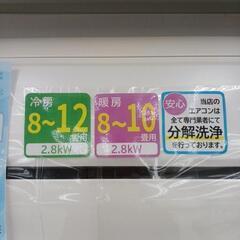 冷房
8~12
畳用
2.8kW
暖房
8~10
畳用
2.8kW
安心
当店の
エアコンは
全て専門業者にて
分解洗浄
を行っております。